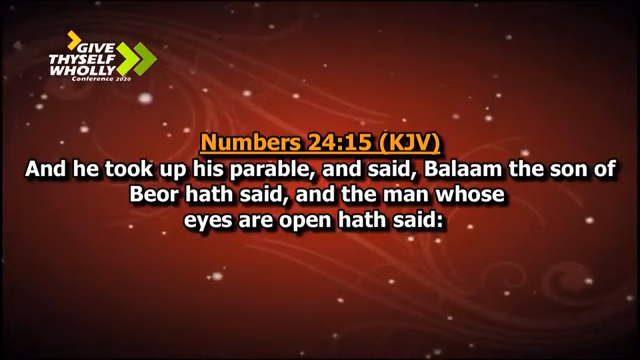 GIVE
THYSELF
WHOLLY
Conference 2020
Numbers 24:15 (KJV)
And he took up his parable, and said, Balaam the son of
Beor hath said, and the man whose
eyes are open hath said: